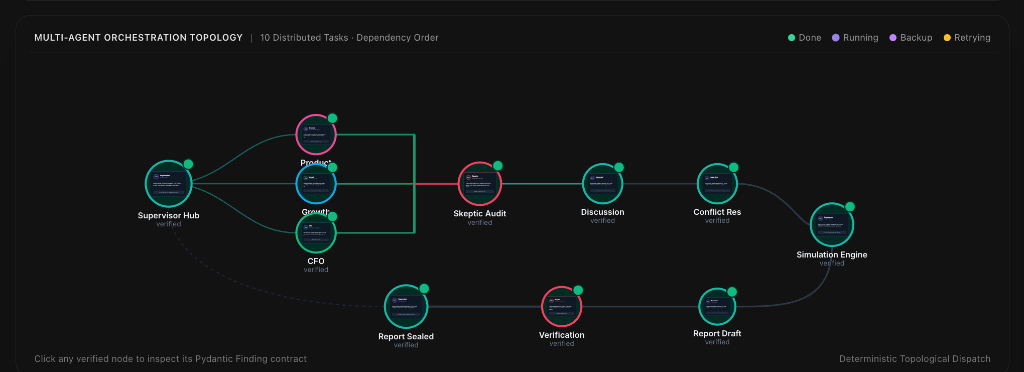 MULTI-AGENT ORCHESTRATION TOPOLOGY | 10 Distributed Tasks · Dependency Order
Done Running Backup Retrying
Product
Growth
CFO
verified
Supervisor Hub
verified
Skeptic Audit
verified
Discussion
verified
Conflict Res
verified
Simulation Engine
verified
Report Sealed
verified
Verification
verified
Report Draft
verified
Click any verified node to inspect its Pydantic Finding contract
Deterministic Topological Dispatch